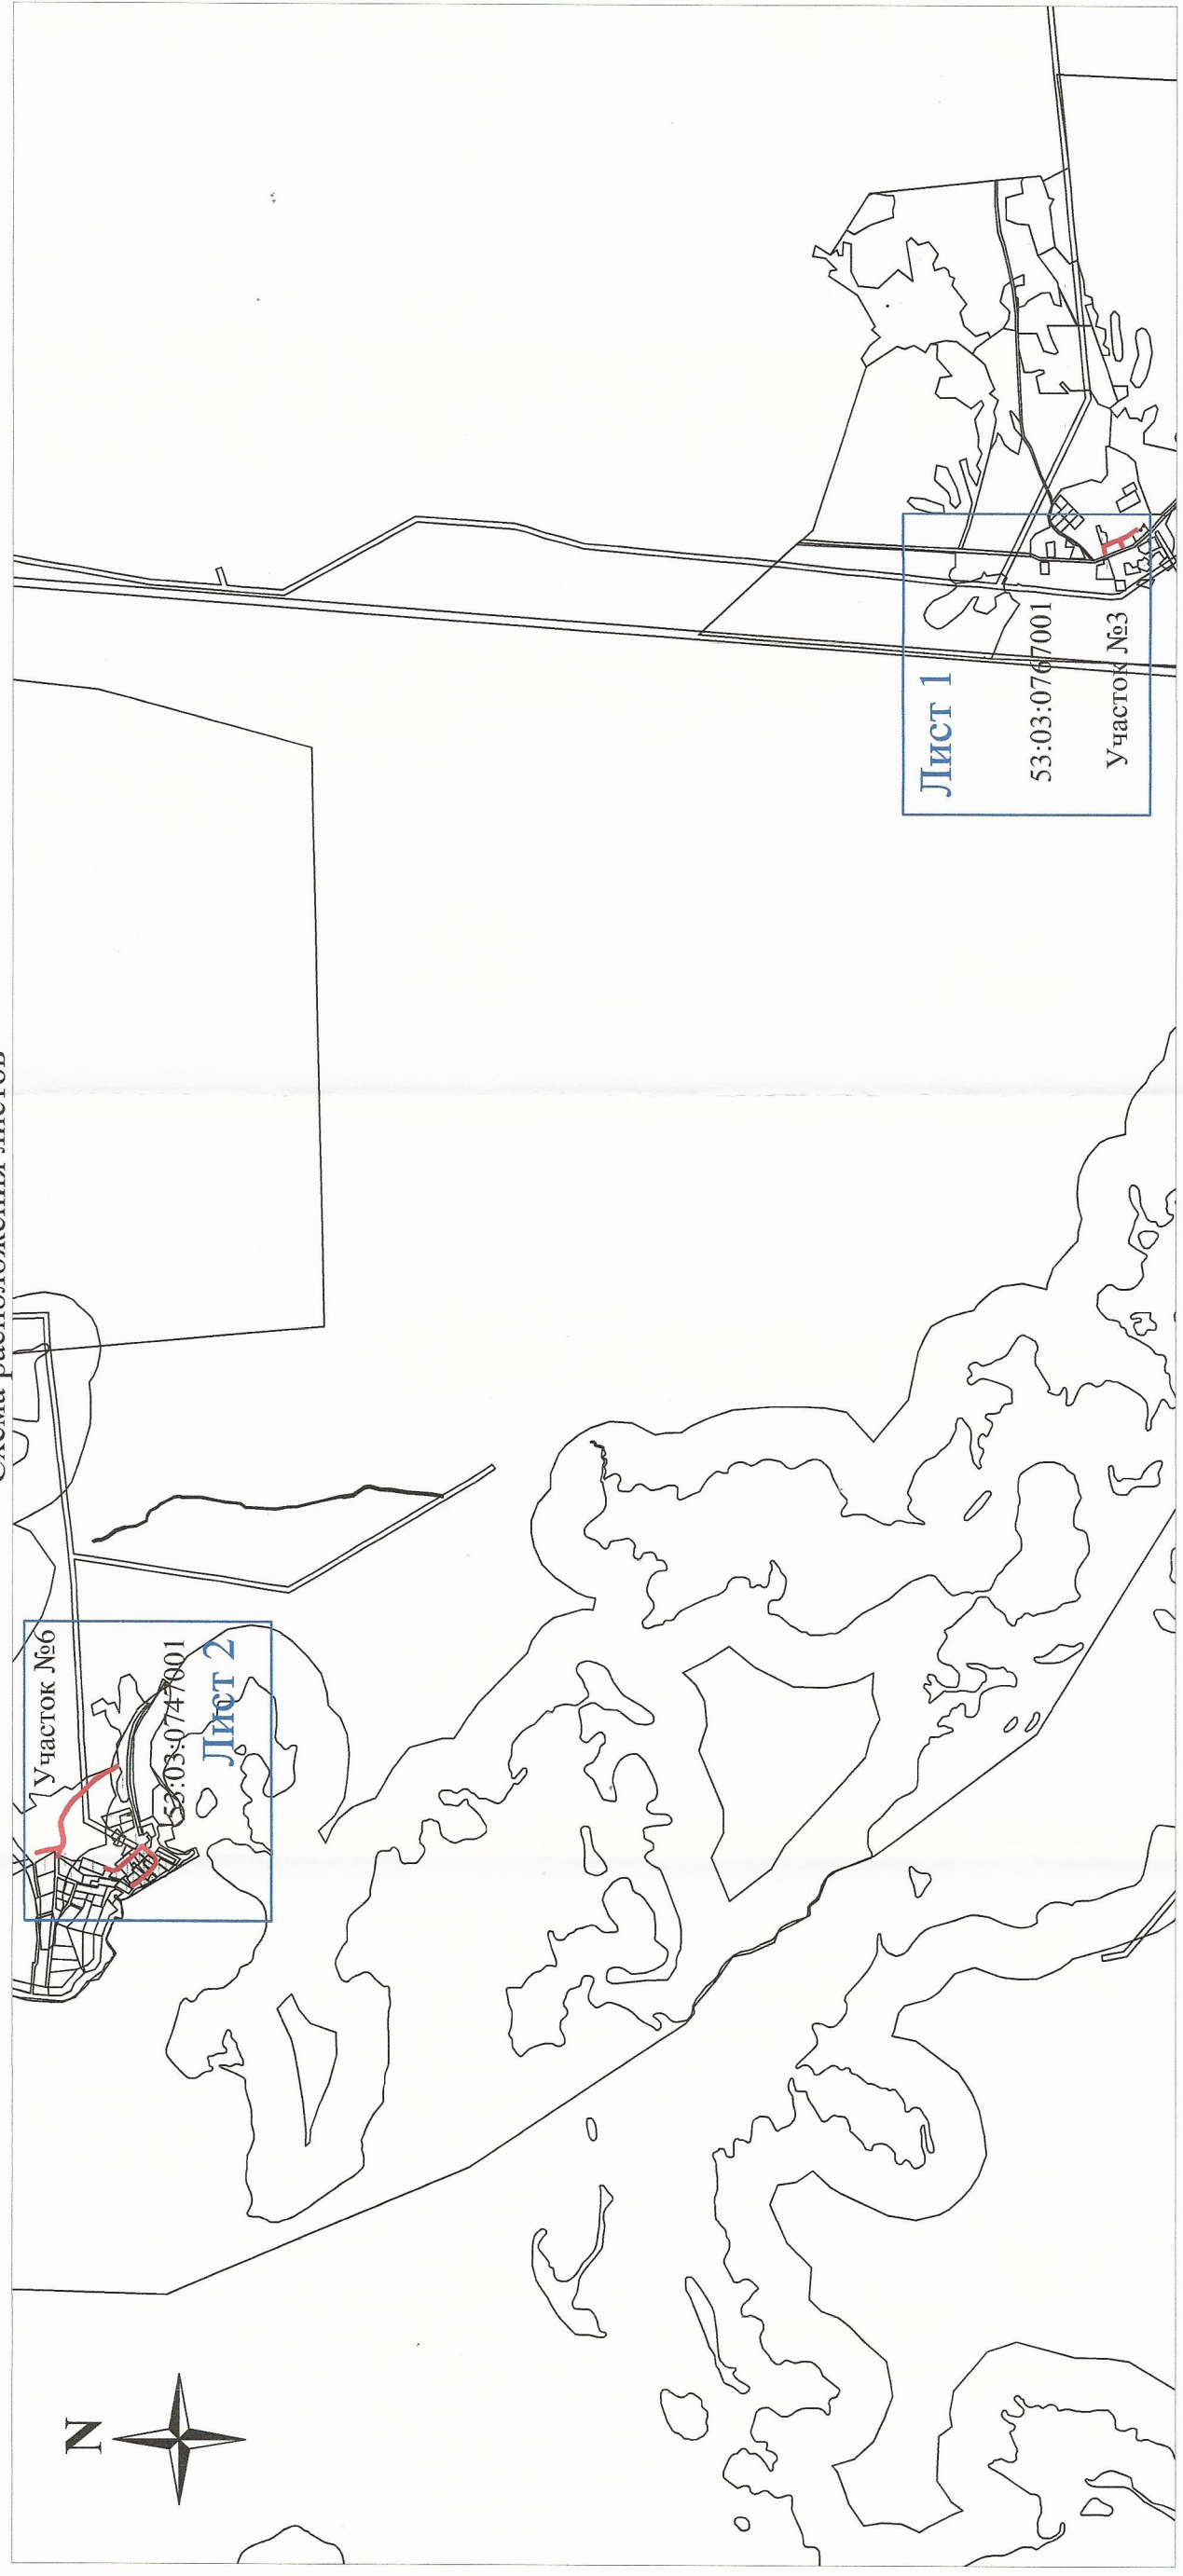 Схема расположения листов
N
Участок №6
53:03:0747001
Лист 2
Лист 1
53:03:0767001
Участок №3